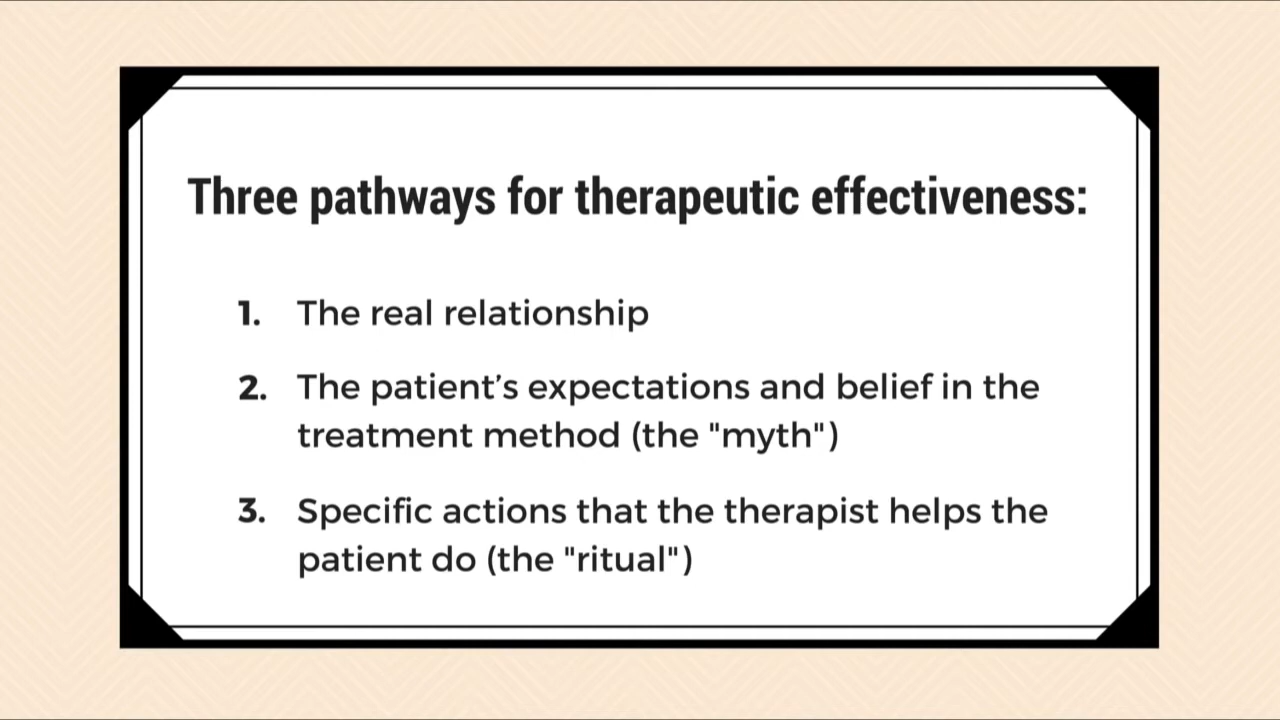 Three pathways for therapeutic effectiveness:
1. The real relationship
2. The patient’s expectations and belief in the
treatment method (the "myth")
3. Specific actions that the therapist helps the
patient do (the "ritual")